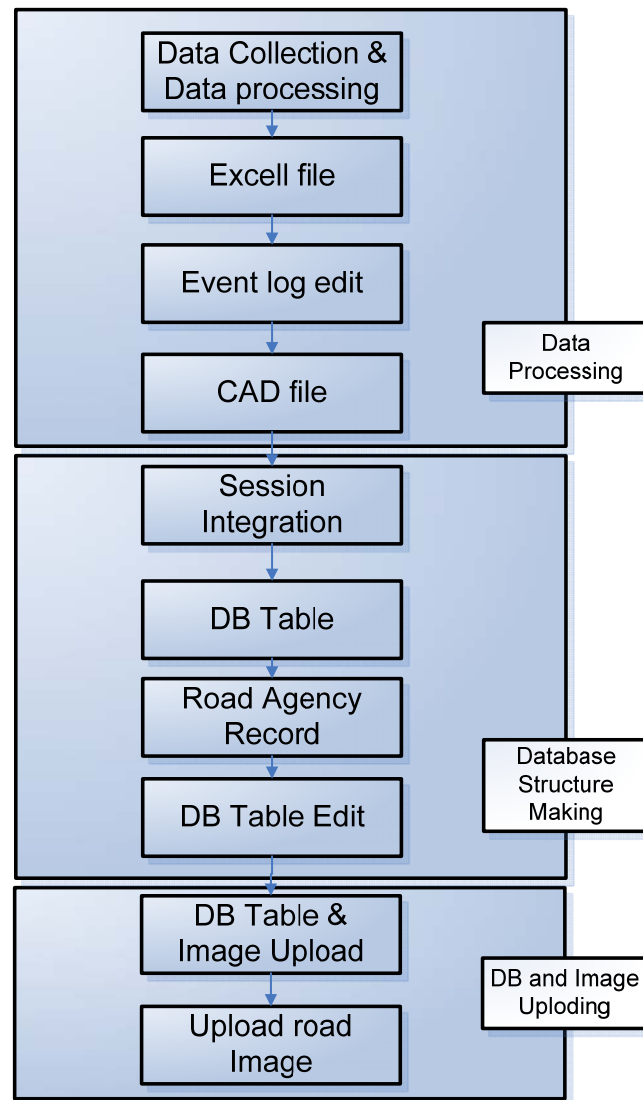 Data Collection &
Data processing
Excell file
Event log edit
CAD file
Data
Processing
Session
Integration
DB Table
Road Agency
Record
DB Table Edit
Database
Structure
Making
DB Table &
Image Upload
Upload road
Image
DB and Image
Uploding